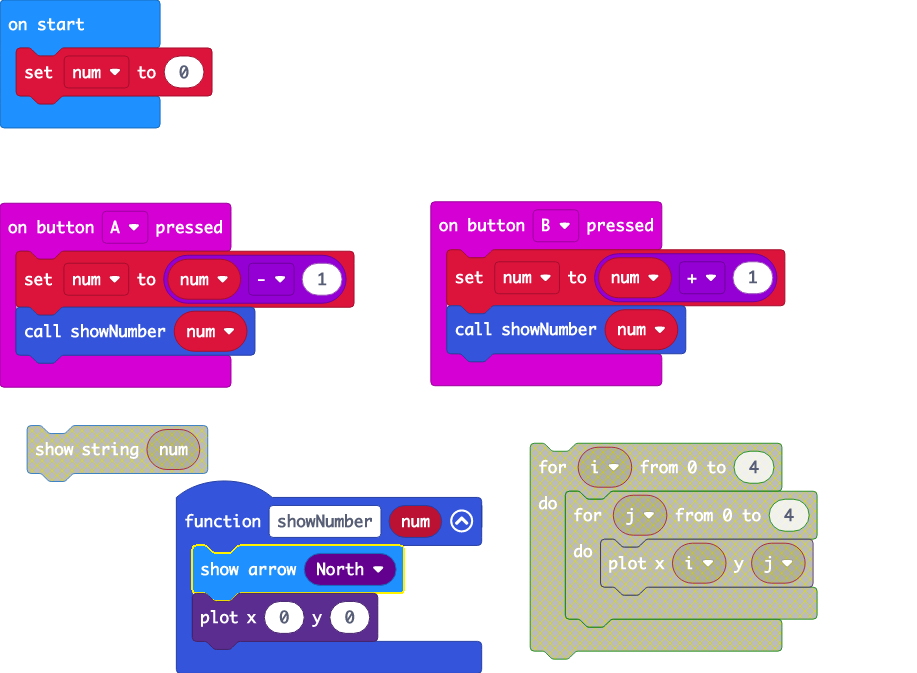 on start
set num to 0
on button A pressed
set num to num - 1
call showNumber num
on button B pressed
set num to num + 1
call showNumber num
show string num
function showNumber num
show arrow North
plot x 0 y 0
for i from 0 to 4
do
for j from 0 to 4
do
plot x i y j